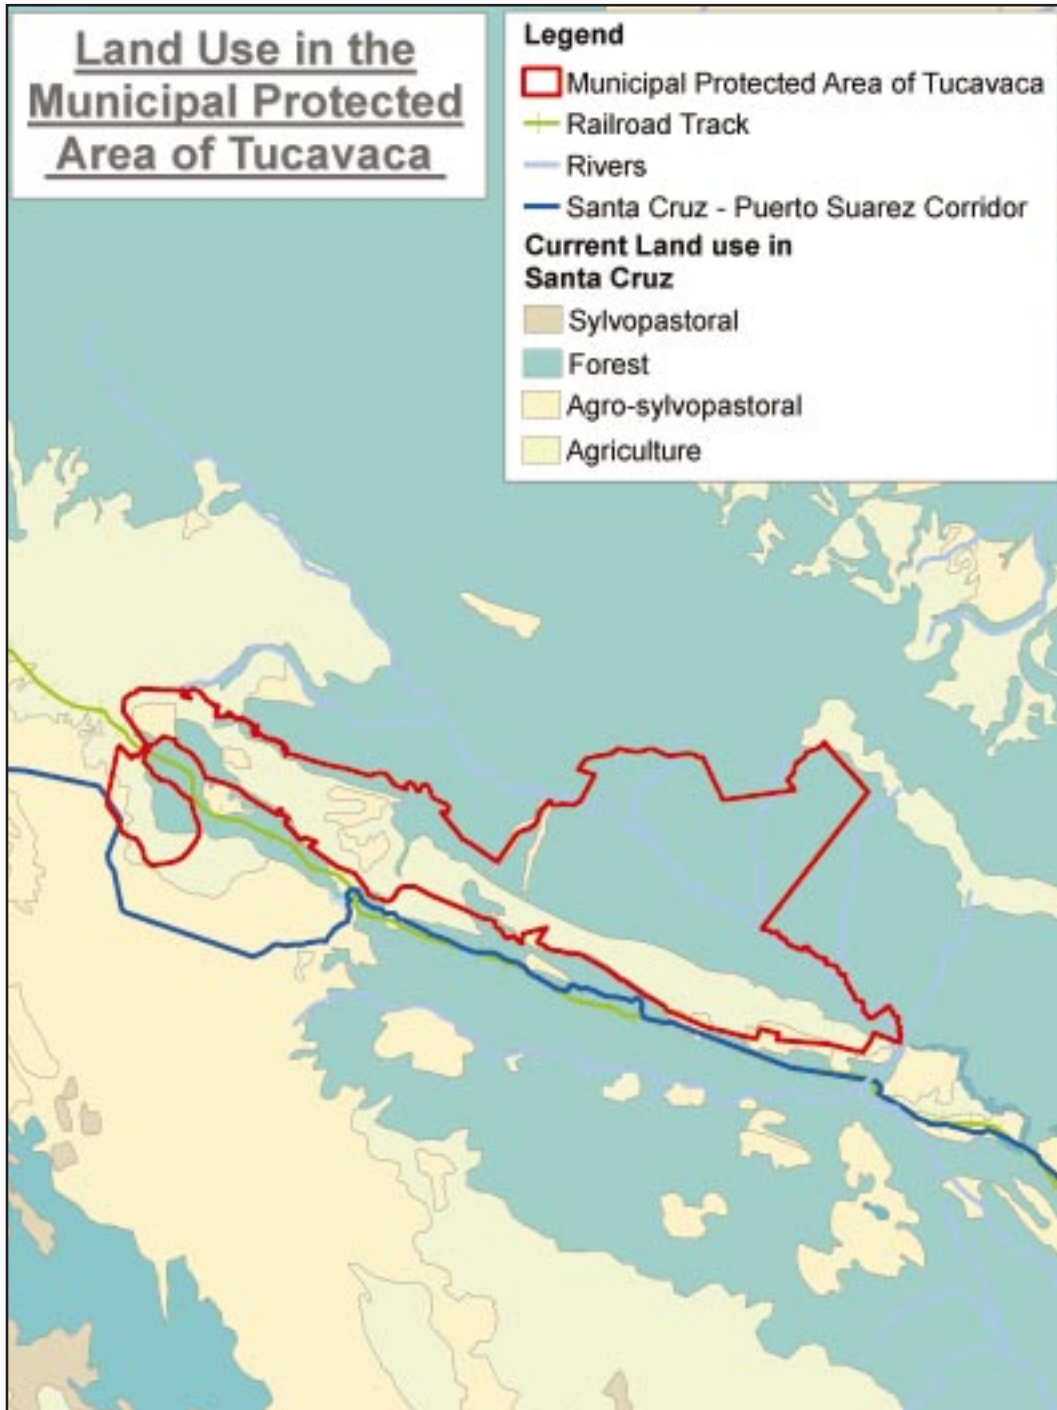 Land Use in the
Municipal Protected
Area of Tucavaca
Legend
Municipal Protected Area of Tucavaca
Railroad Track
Rivers
Santa Cruz - Puerto Suarez Corridor
Current Land use in
Santa Cruz
Sylvopastoral
Forest
Agro-sylvopastoral
Agriculture